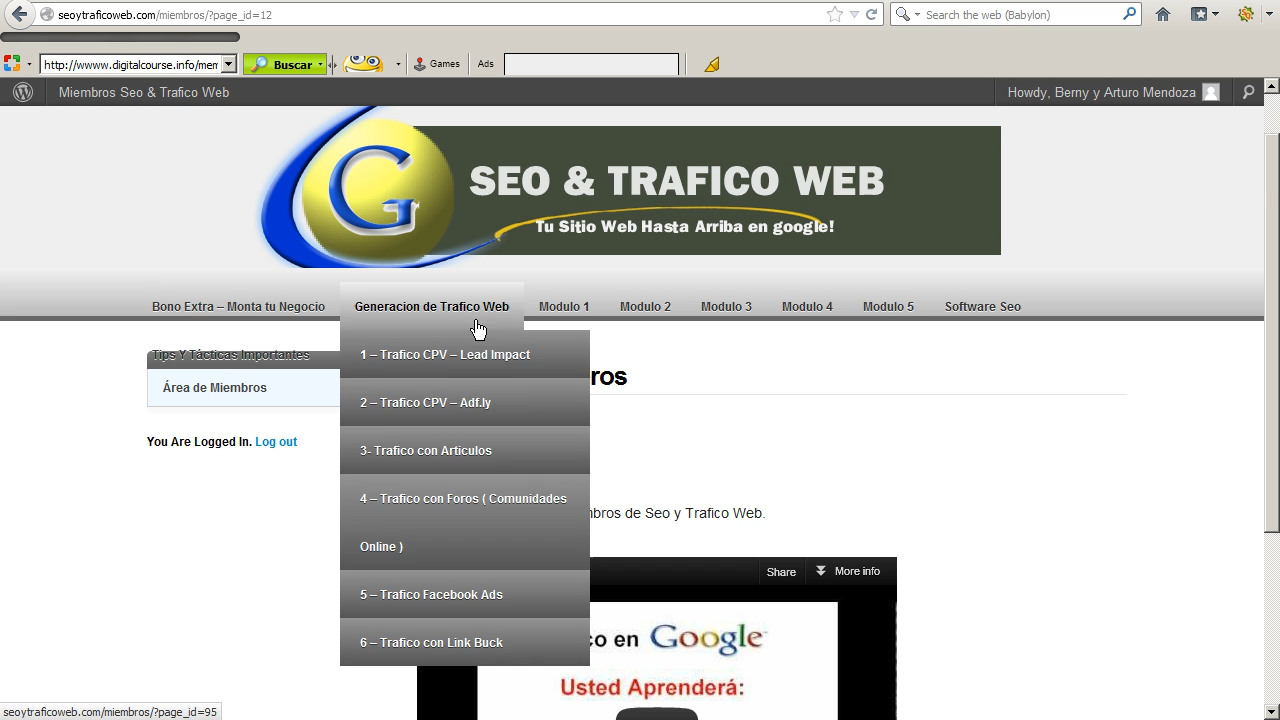 seoytraficoweb.com/miembros/?page_id=12
Search the web (Babylon)
http://wwww.digitalcourse.info/mem
Buscar
Games
Ads
Miembros Seo & Trafico Web
Howdy, Berny y Arturo Mendoza
G
SEO & TRAFICO WEB
Tu Sitio Web Hasta Arriba en google!
Bono Extra – Monta tu Negocio
Generacion de Trafico Web
Modulo 1
Modulo 2
Modulo 3
Modulo 4
Modulo 5
Software Seo
Tips Y Tácticas Importantes
Área de Miembros
You Are Logged In. Log out
1 – Trafico CPV – Lead Impact
2 – Trafico CPV – Adf.ly
3- Trafico con Articulos
4 – Trafico con Foros ( Comunidades
Online )
5 – Trafico Facebook Ads
6 – Trafico con Link Buck
ros
mbros de Seo y Trafico Web.
Share
More info
co en Google
Usted Aprenderá:
seoytraficoweb.com/miembros/?page_id=95